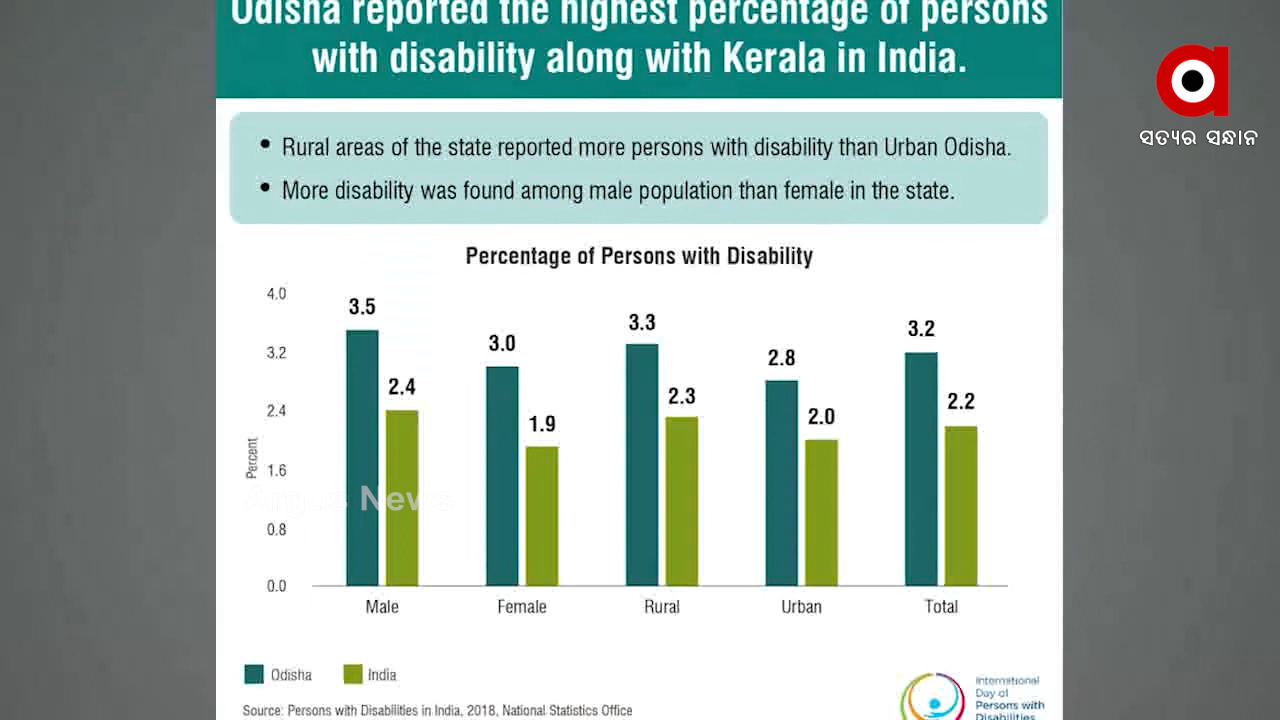 Odisha reported the highest percentage of persons
with disability along with Kerala in India.
ସତ୍ୟର ସନ୍ଧାନ
• Rural areas of the state reported more persons with disability than Urban Odisha.
• More disability was found among male population than female in the state.
Percentage of Persons with Disability
Percent
4.0
3.2
2.4
1.6
0.8
0.0
3.5 2.4 3.0 1.9 3.3 2.3 2.8 2.0 3.2 2.2
Argus News
Male Female Rural Urban Total
Odisha India
Source: Persons with Disabilities in India, 2018, National Statistics Office
International
Day of
Persons with
Disabilities